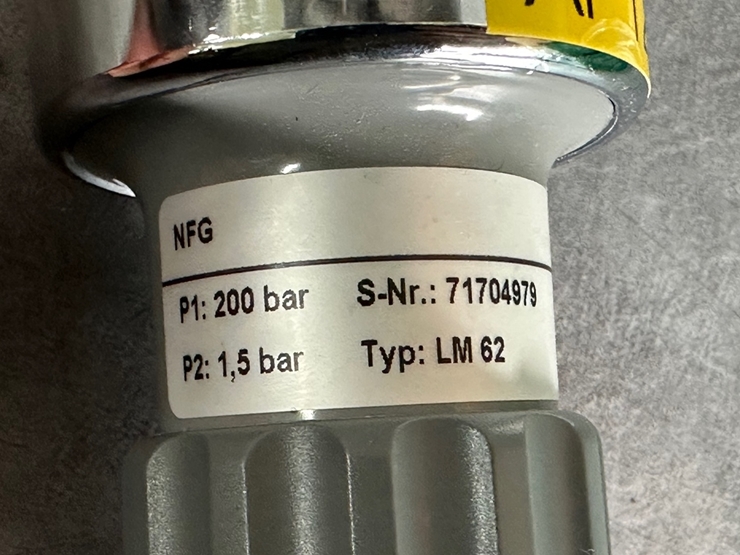 NFG
P1: 200 bar S-Nr.: 71704979
P2: 1,5 bar Typ: LM 62